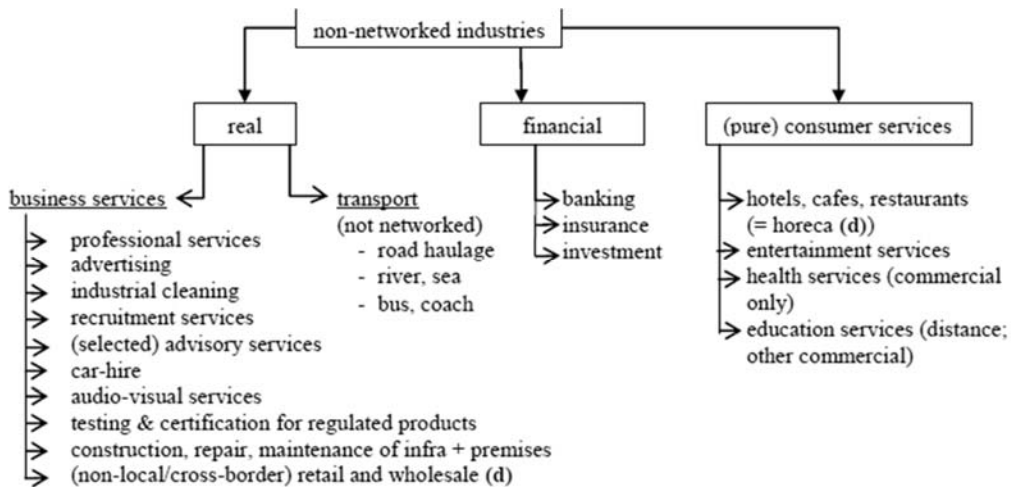 non-networked industries
real
financial
(pure) consumer services
business services
professional services
advertising
industrial cleaning
recruitment services
(selected) advisory services
car-hire
audio-visual services
testing & certification for regulated products
construction, repair, maintenance of infra + premises
(non-local/cross-border) retail and wholesale (d)
transport
(not networked)
- road haulage
- river, sea
- bus, coach
banking
insurance
investment
hotels, cafes, restaurants
(= horeca (d))
entertainment services
health services (commercial
only)
education services (distance;
other commercial)